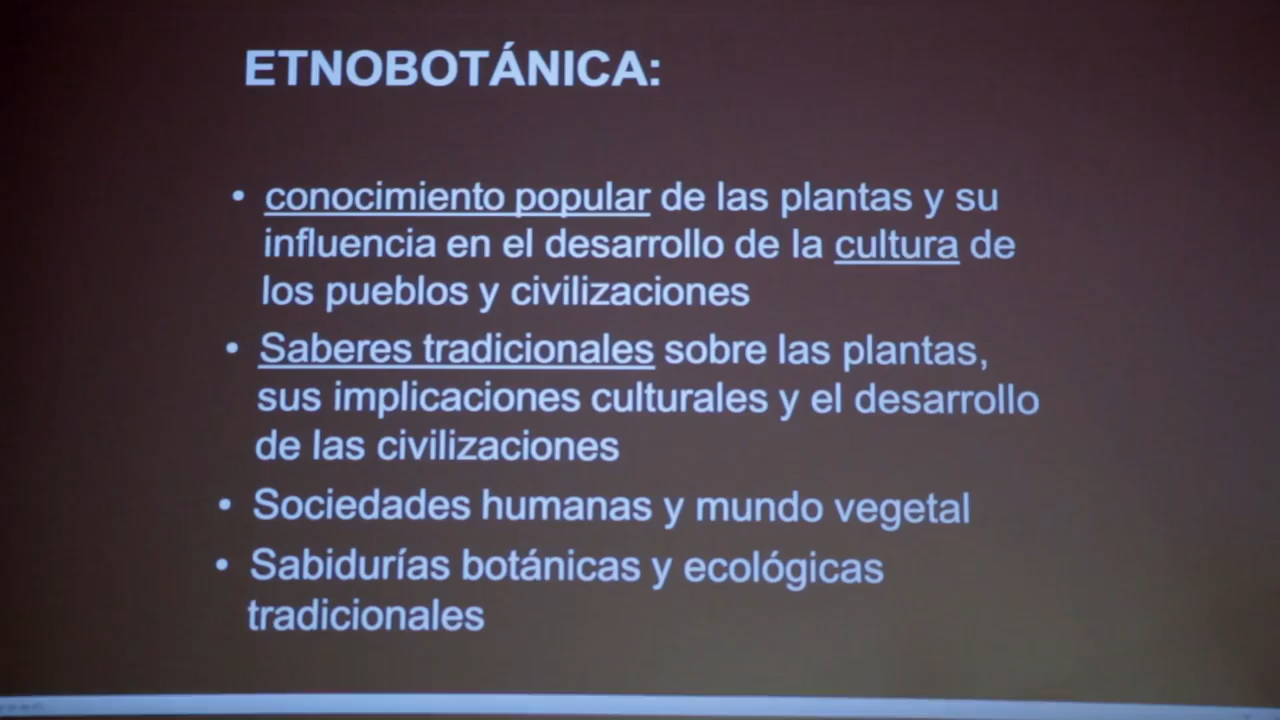 ETNOBOTÁNICA:
• conocimiento popular de las plantas y su
influencia en el desarrollo de la cultura de
los pueblos y civilizaciones
• Saberes tradicionales sobre las plantas,
sus implicaciones culturales y el desarrollo
de las civilizaciones
• Sociedades humanas y mundo vegetal
• Sabidurías botánicas y ecológicas
tradicionales